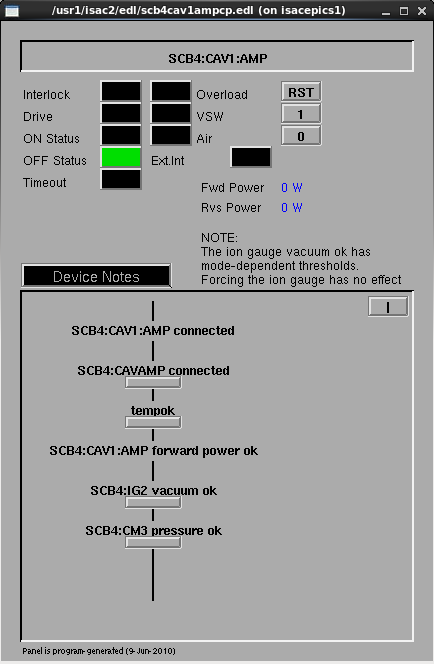 /usr1/isac2/edl/scb4cav1ampcp.edl (on isacepics1)
SCB4:CAV1:AMP
Interlock Overload RST
Drive VSW 1
ON Status Air 0
OFF Status Ext.Int
Timeout
Fwd Power 0 W
Rvs Power 0 W
NOTE:
The ion gauge vacuum ok has
mode-dependent thresholds.
Forcing the ion gauge has no effect
Device Notes
I
SCB4:CAV1:AMP connected
SCB4:CAVAMP connected
tempok
SCB4:CAV1:AMP forward power ok
SCB4:IG2 vacuum ok
SCB4:CM3 pressure ok
Panel is program-generated (9-Jun-2010)